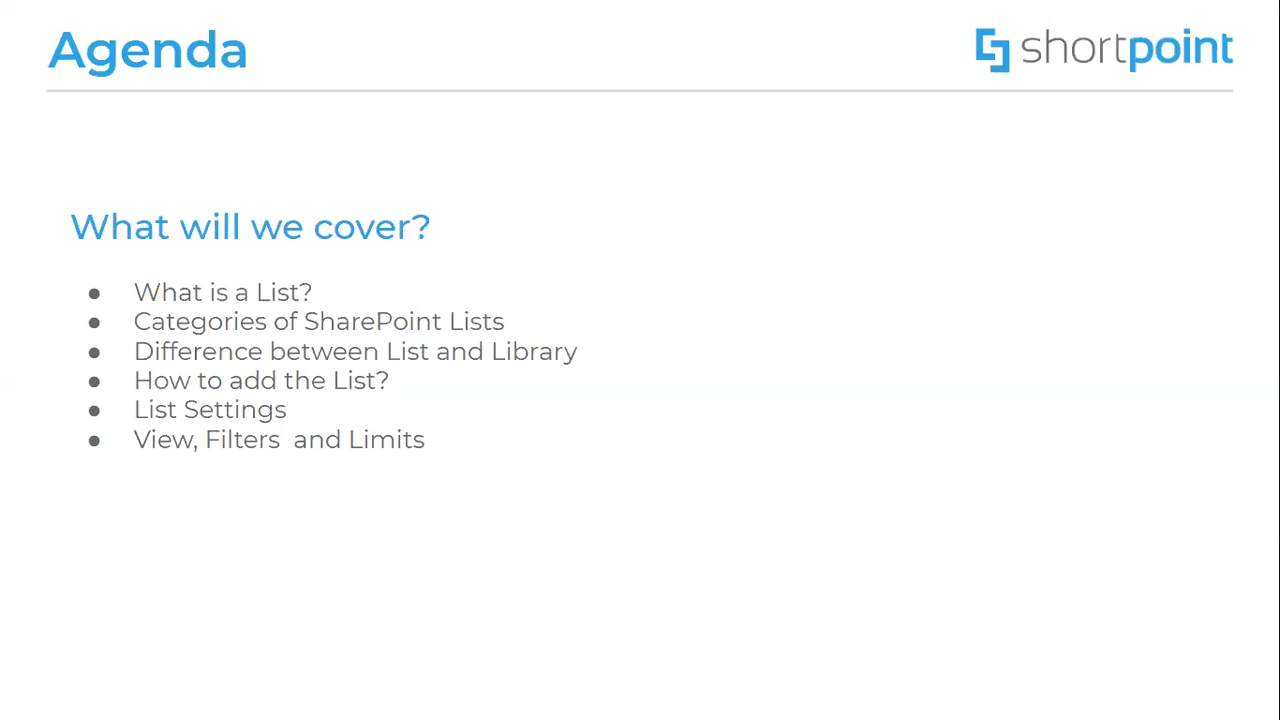 Agenda
shortpoint
What will we cover?
● What is a List?
● Categories of SharePoint Lists
● Difference between List and Library
● How to add the List?
● List Settings
● View, Filters  and Limits